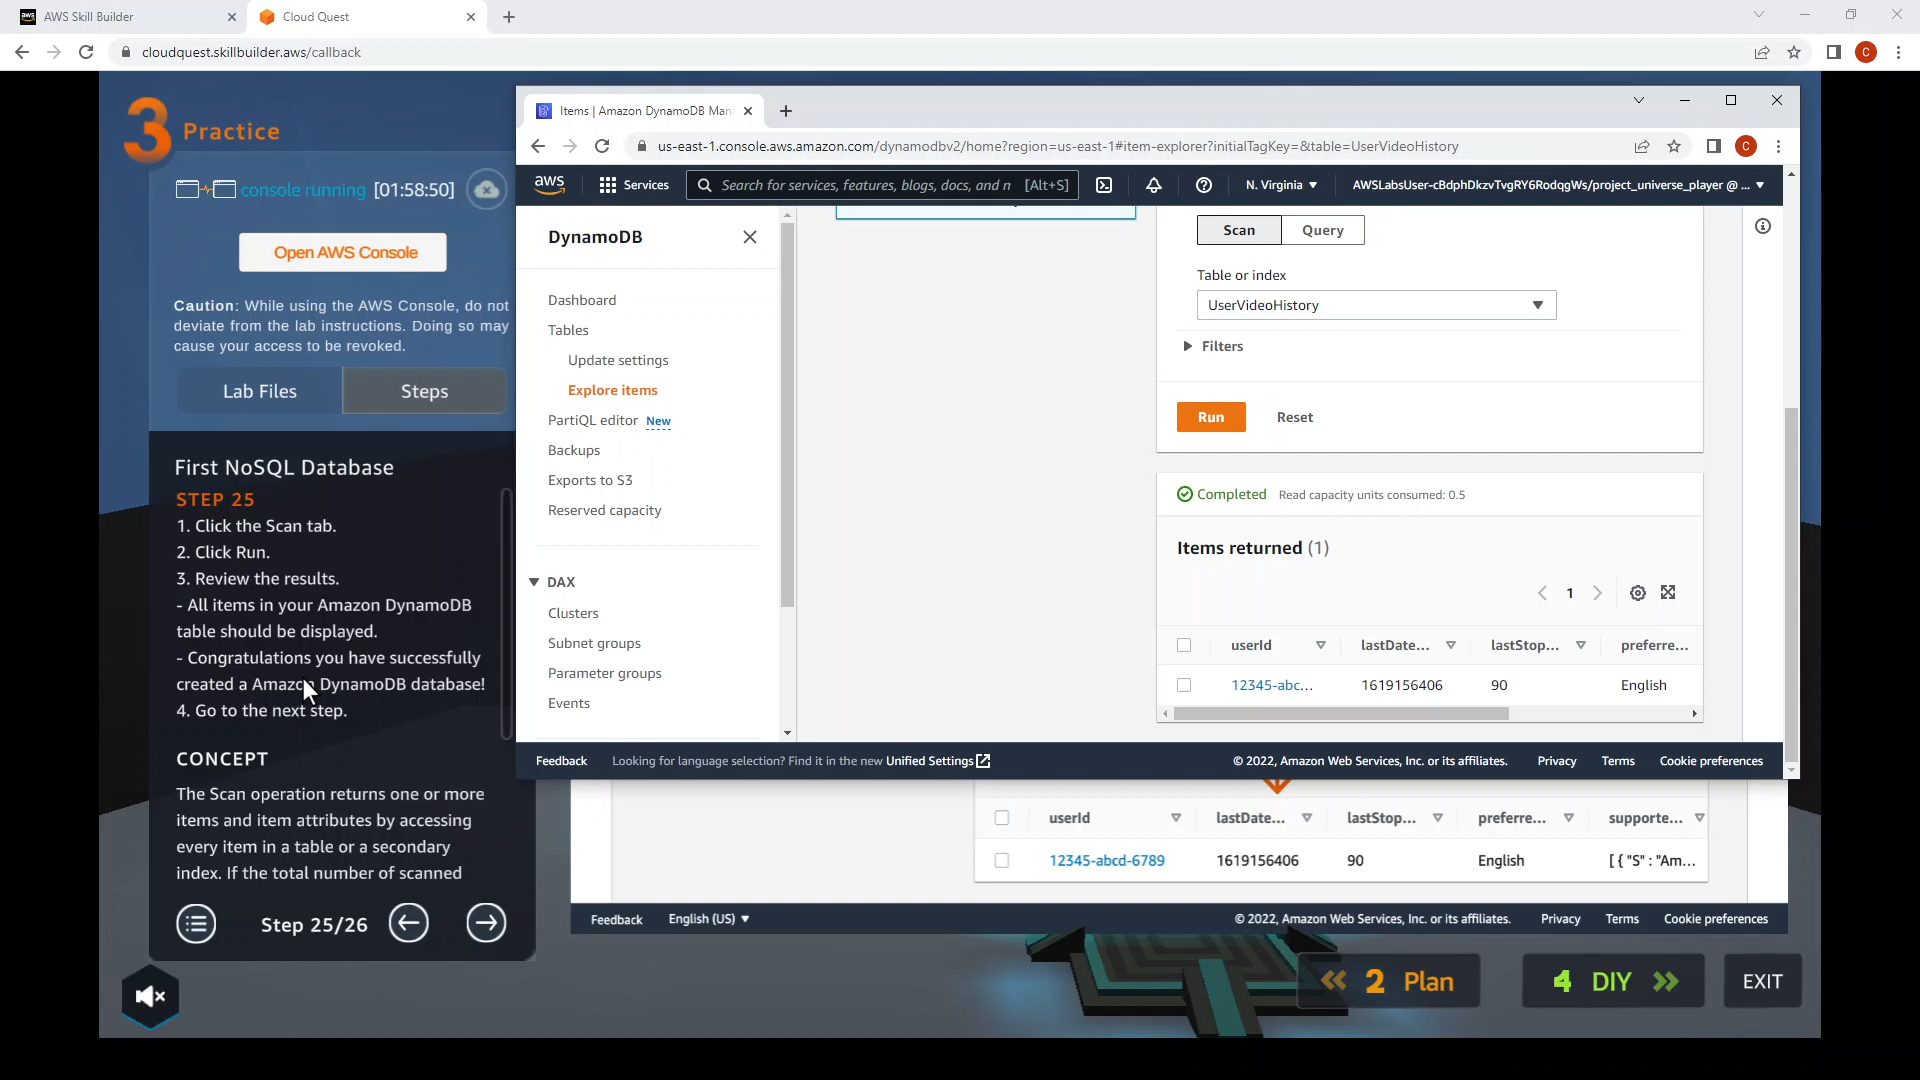 AWS Skill Builder
Cloud Quest
cloudquest.skillbuilder.aws/callback
C
3 Practice
console running [01:58:50]
Open AWS Console
Caution: While using the AWS Console, do not
deviate from the lab instructions. Doing so may
cause your access to be revoked.
Lab Files
Steps
First NoSQL Database
STEP 25
1. Click the Scan tab.
2. Click Run.
3. Review the results.
- All items in your Amazon DynamoDB
table should be displayed.
- Congratulations you have successfully
created a Amazon DynamoDB database!
4. Go to the next step.
CONCEPT
The Scan operation returns one or more
items and item attributes by accessing
every item in a table or a secondary
index. If the total number of scanned
Step 25/26
Items | Amazon DynamoDB Man
us-east-1.console.aws.amazon.com/dynamodbv2/home?region=us-east-1#item-explorer?initialTagKey=&table=UserVideoHistory
C
aws
Services
Search for services, features, blogs, docs, and n [Alt+S]
N. Virginia
AWSLabsUser-cBdphDkzvTvgRY6RodqgWs/project_universe_player @ ...
DynamoDB
Dashboard
Tables
Update settings
Explore items
PartiQL editor New
Backups
Exports to S3
Reserved capacity
DAX
Clusters
Subnet groups
Parameter groups
Events
Scan
Query
Table or index
UserVideoHistory
Filters
Run
Reset
Completed Read capacity units consumed: 0.5
Items returned (1)
1
userId lastDate... lastStop... preferre...
12345-abc... 1619156406 90 English
Feedback Looking for language selection? Find it in the new Unified Settings © 2022, Amazon Web Services, Inc. or its affiliates. Privacy Terms Cookie preferences
userId lastDate... lastStop... preferre... supporte...
12345-abcd-6789 1619156406 90 English [ { "S" : "Am...
Feedback English (US) © 2022, Amazon Web Services, Inc. or its affiliates. Privacy Terms Cookie preferences
2 Plan
4 DIY
EXIT